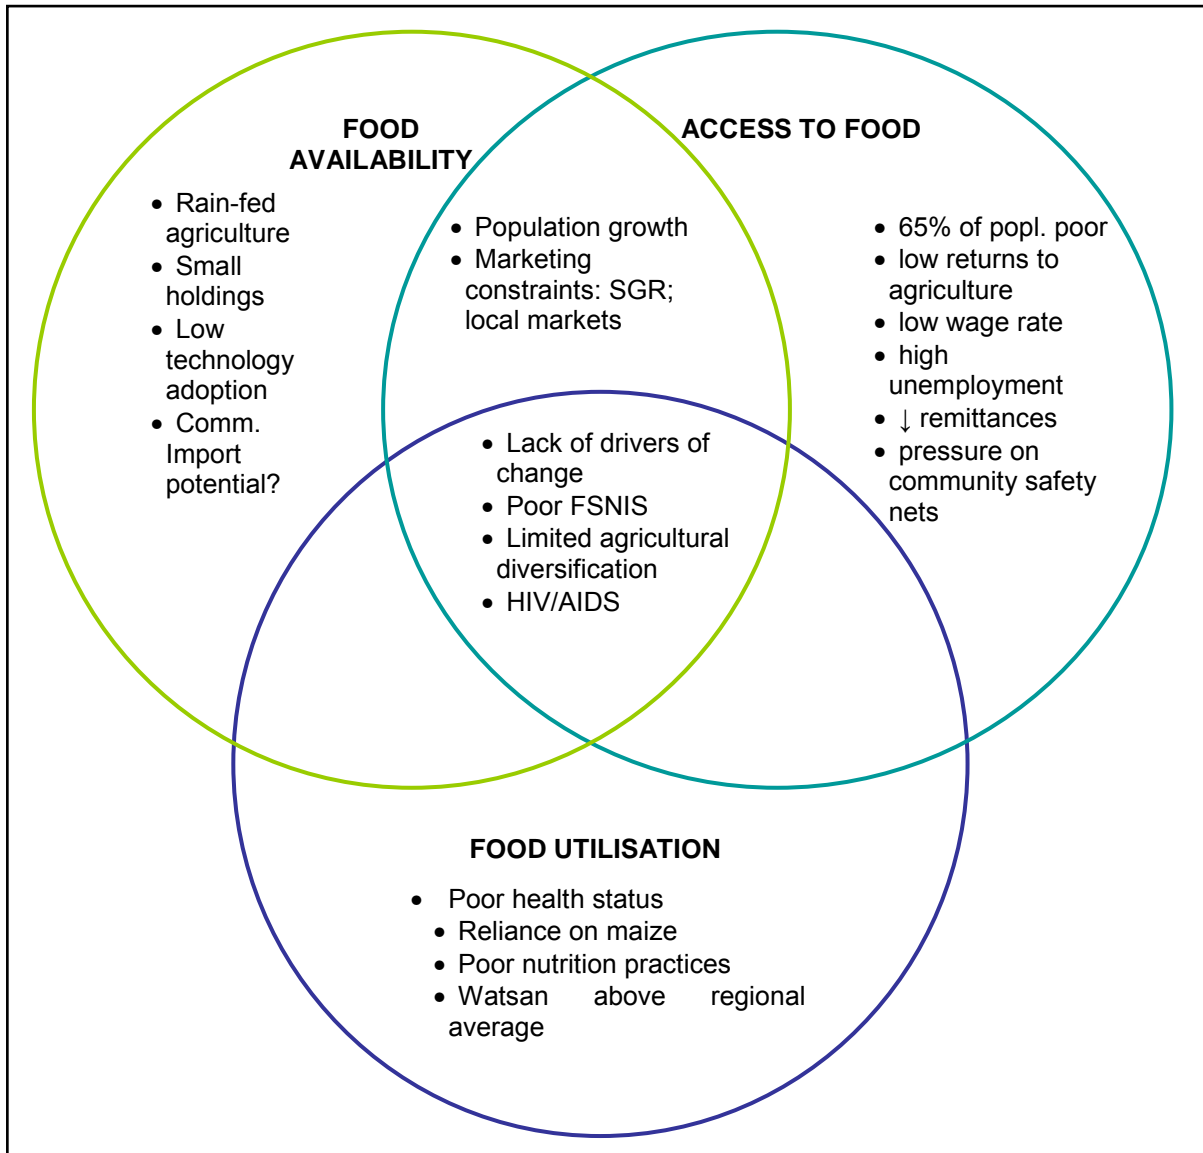 FOOD
AVAILABILITY
• Rain-fed
agriculture
• Small
holdings
• Low
technology
adoption
• Comm.
Import
potential?
• Population growth
• Marketing
constraints: SGR;
local markets
ACCESS TO FOOD
• 65% of popl. poor
• low returns to
agriculture
• low wage rate
• high
unemployment
• ↓ remittances
• pressure on
community safety
nets
• Lack of drivers of
change
• Poor FSNIS
• Limited agricultural
diversification
• HIV/AIDS
FOOD UTILISATION
• Poor health status
• Reliance on maize
• Poor nutrition practices
• Watsan above regional
average